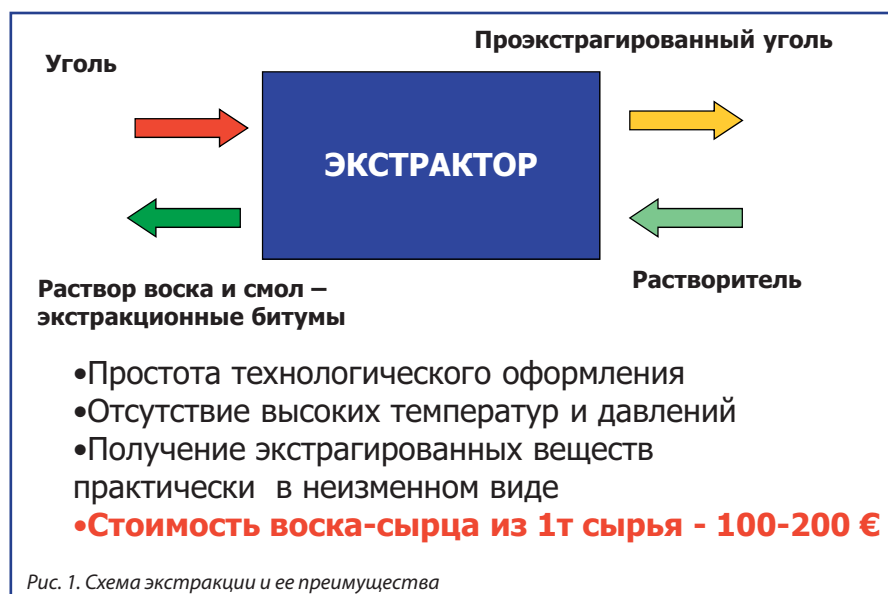 Уголь
Проэкстрагированный уголь
ЭКСТРАКТОР
Раствор воска и смол –
экстракционные битумы
Растворитель
•Простота технологического оформления
•Отсутствие высоких температур и давлений
•Получение экстрагированных веществ
практически в неизменном виде
•Стоимость воска-сырца из 1т сырья - 100-200 €
Рис. 1. Схема экстракции и ее преимущества